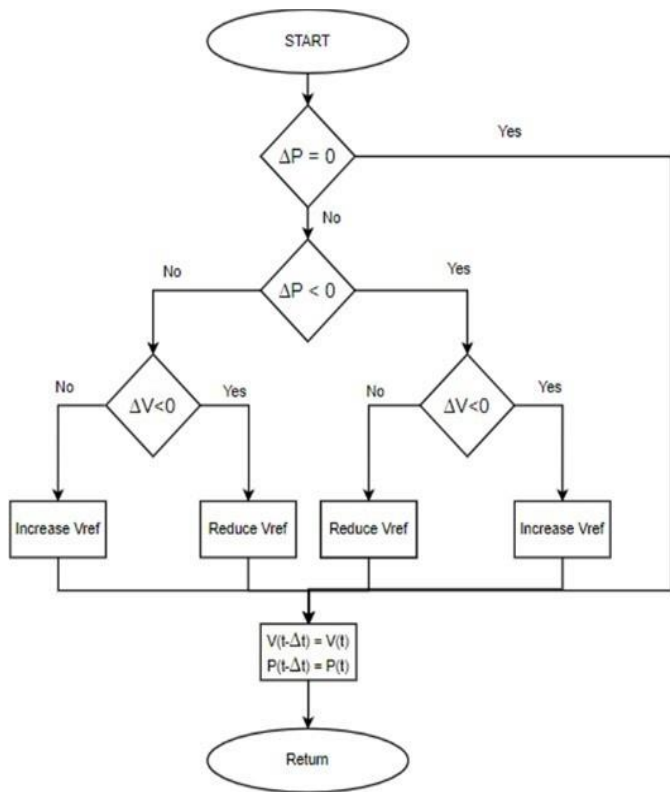 START
Yes
ΔP = 0
No
No
Yes
ΔP < 0
No
Yes
No
Yes
ΔV<0
ΔV<0
Increase Vref
Reduce Vref
Reduce Vref
Increase Vref
V(t-Δt) = V(t)
P(t-Δt) = P(t)
Return